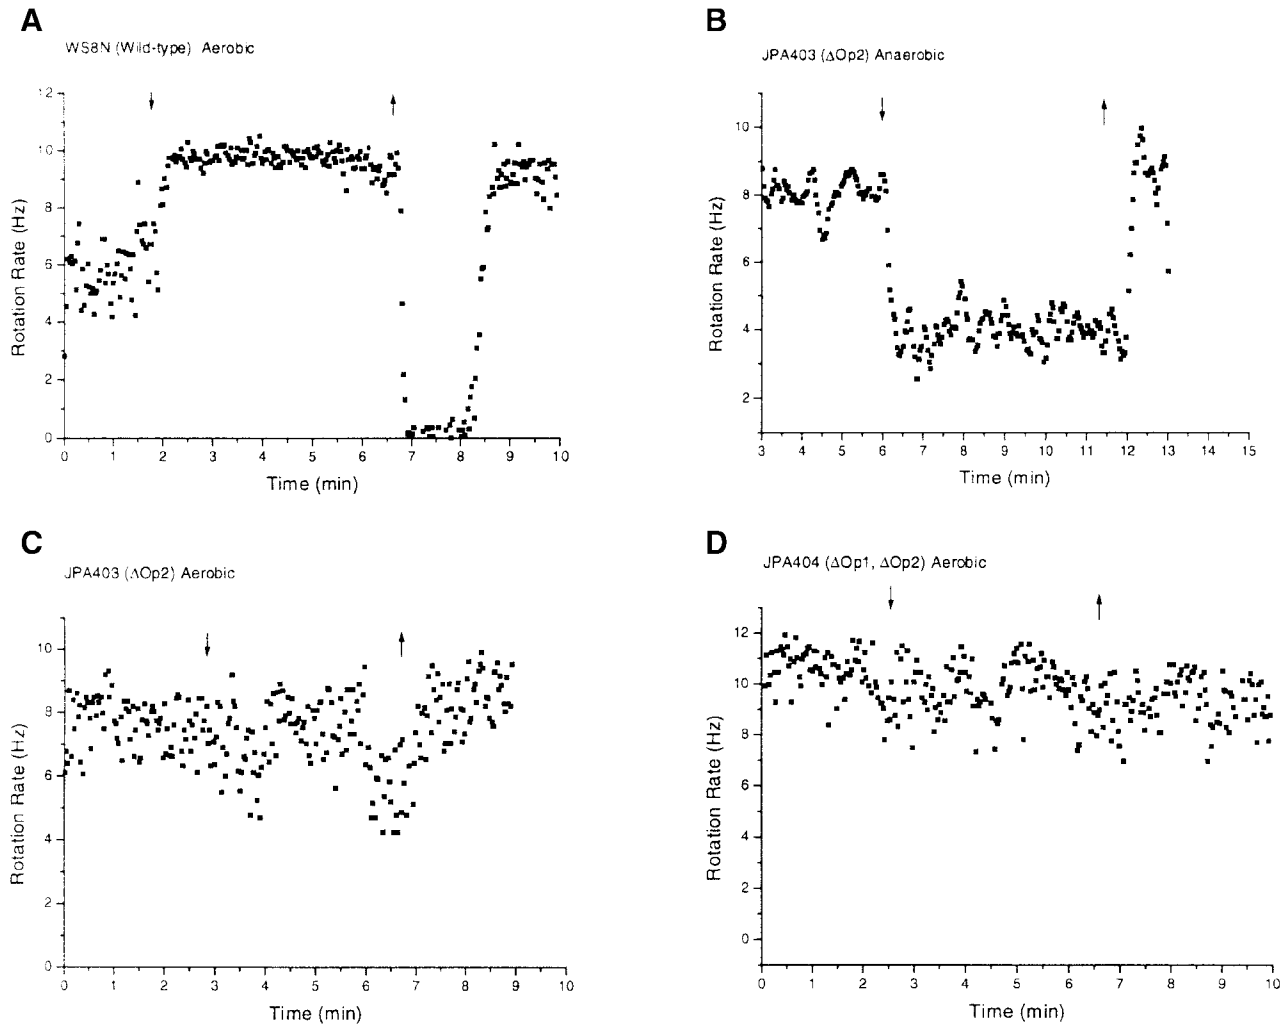 A
WS8N (Wild-type) Aerobic
12
10
8
6
4
2
0
Rotation Rate (Hz)
0 1 2 3 4 5 6 7 8 9 10
Time (min)
B
JPA403 (ΔOp2) Anaerobic
10
8
6
4
2
Rotation Rate (Hz)
3 4 5 6 7 8 9 10 11 12 13 14 15
Time (min)
C
JPA403 (ΔOp2) Aerobic
10
8
6
4
2
0
Rotation Rate (Hz)
0 1 2 3 4 5 6 7 8 9 10
Time (min)
D
JPA404 (ΔOp1, ΔOp2) Aerobic
12
10
8
6
4
2
0
Rotation Rate (Hz)
0 1 2 3 4 5 6 7 8 9 10
Time (min)